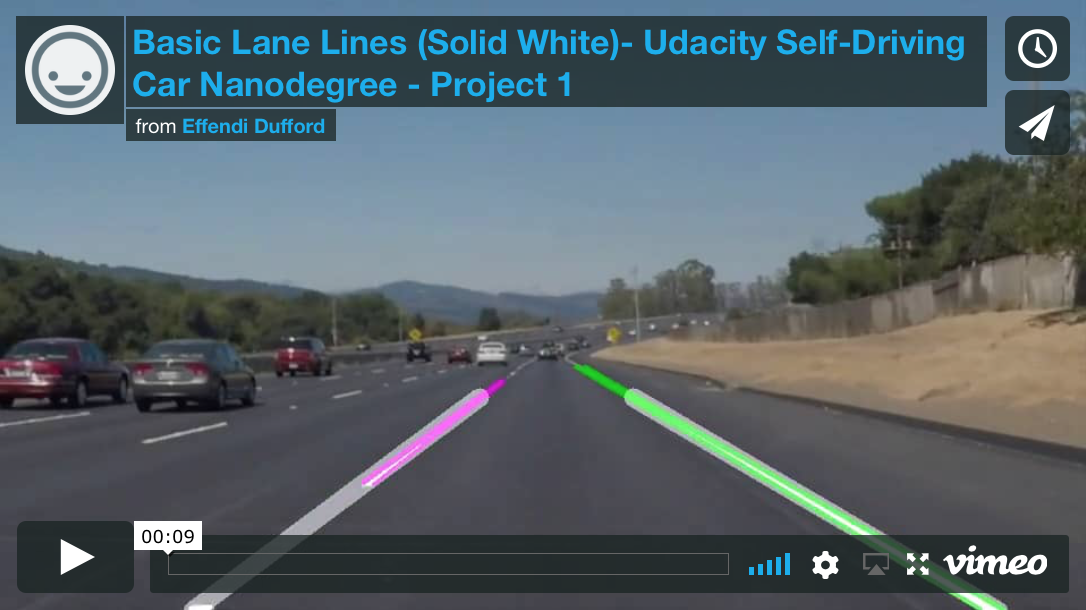 Basic Lane Lines (Solid White)- Udacity Self-Driving
Car Nanodegree - Project 1
from Effendi Dufford
00:09
vimeo